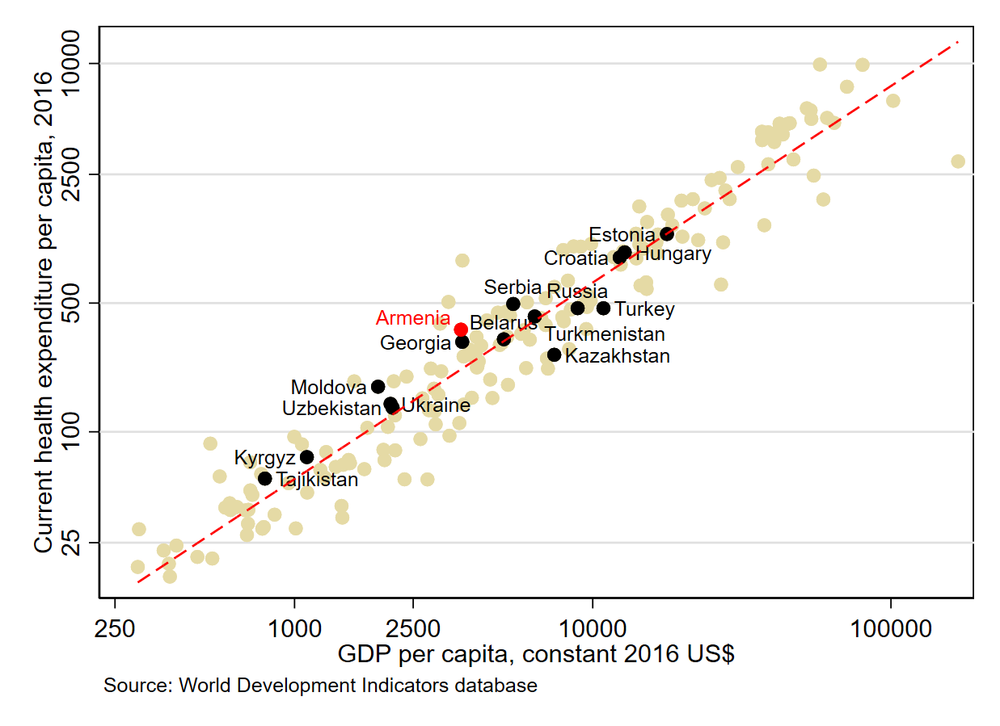 Current health expenditure per capita, 2016
10000
2500
500
100
25
Estonia
Hungary
Croatia
Serbia
Russia
Turkey
Armenia
Belarus
Turkmenistan
Georgia
Kazakhstan
Moldova
Uzbekistan
Ukraine
Kyrgyz
Tajikistan
250
1000
2500
10000
100000
GDP per capita, constant 2016 US$
Source: World Development Indicators database